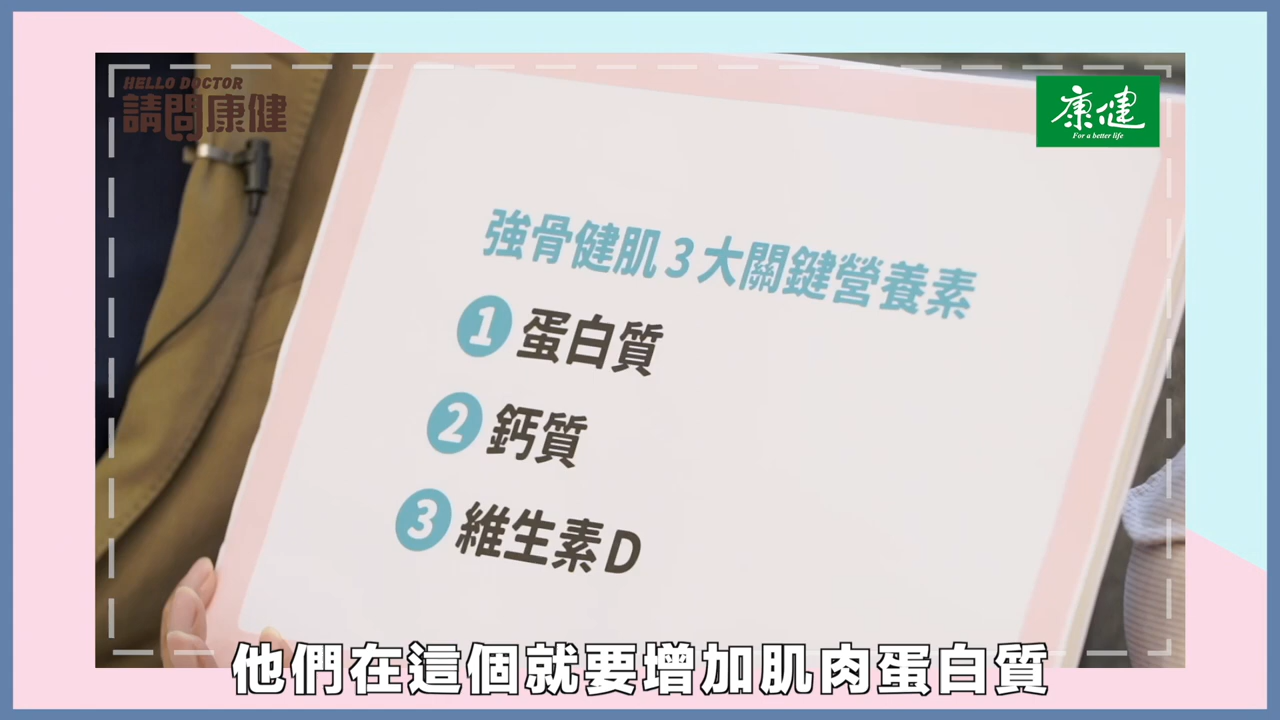 HELLO DOCTOR
請問康健
康健
For a better life
強骨健肌3大關鍵營養素
1 蛋白質
2 鈣質
3 維生素D
他們在這個就要增加肌肉蛋白質